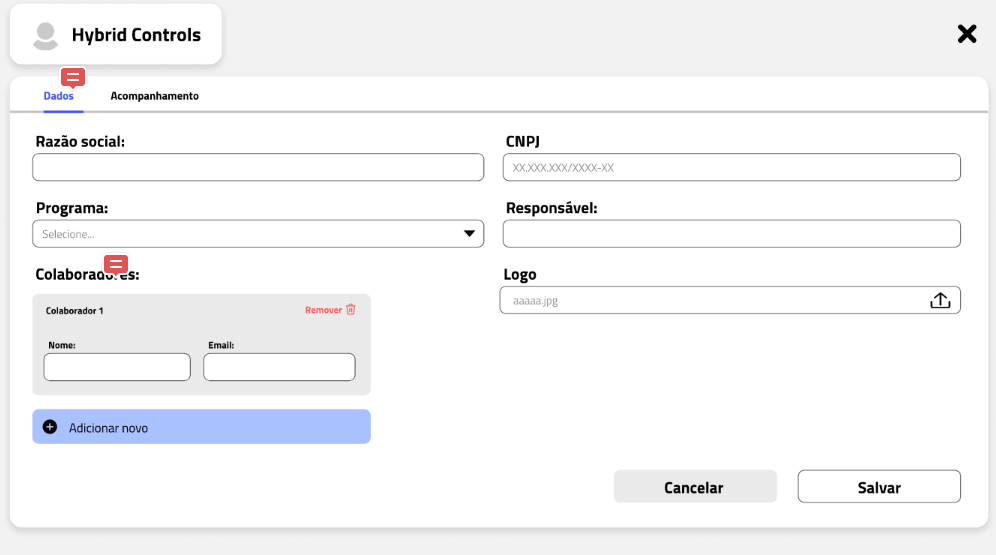 Hybrid Controls
Dados Acompanhamento
Razão social:
CNPJ
XX.XXX.XXX/XXXX-XX
Programa:
Selecione...
Responsável:
Colaboradores:
Logo
aaaaa.jpg
Colaborador 1
Remover
Nome:
Email:
Adicionar novo
Cancelar
Salvar